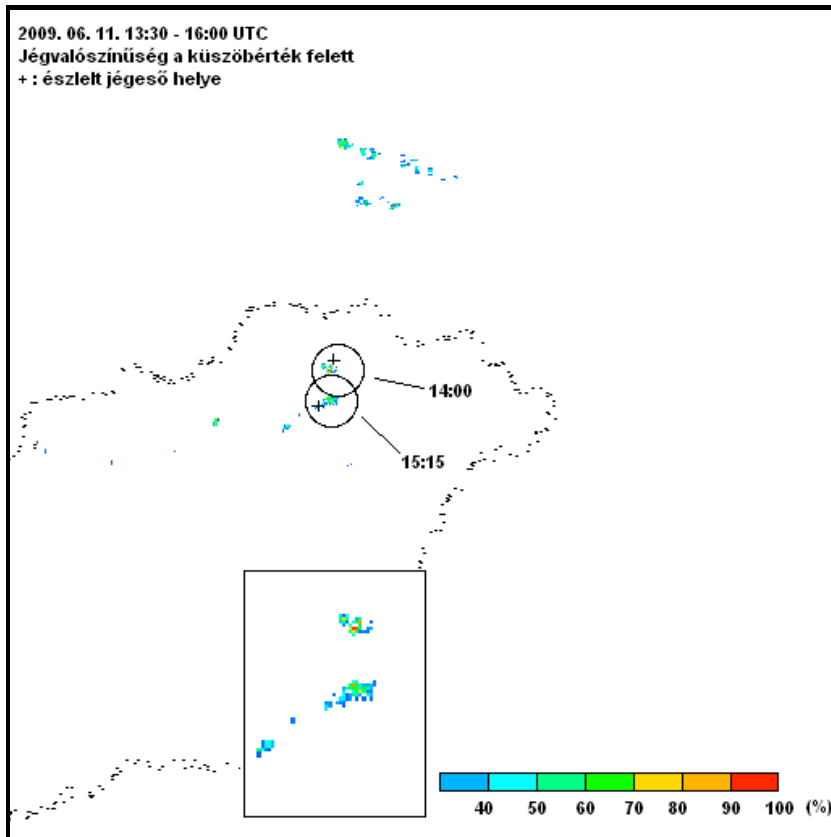 2009. 06. 11. 13:30 - 16:00 UTC
Jégvalószínűség a küszöbérték felett
+ : észlelt jégeső helye
14:00
15:15
40 50 60 70 80 90 100 (%)